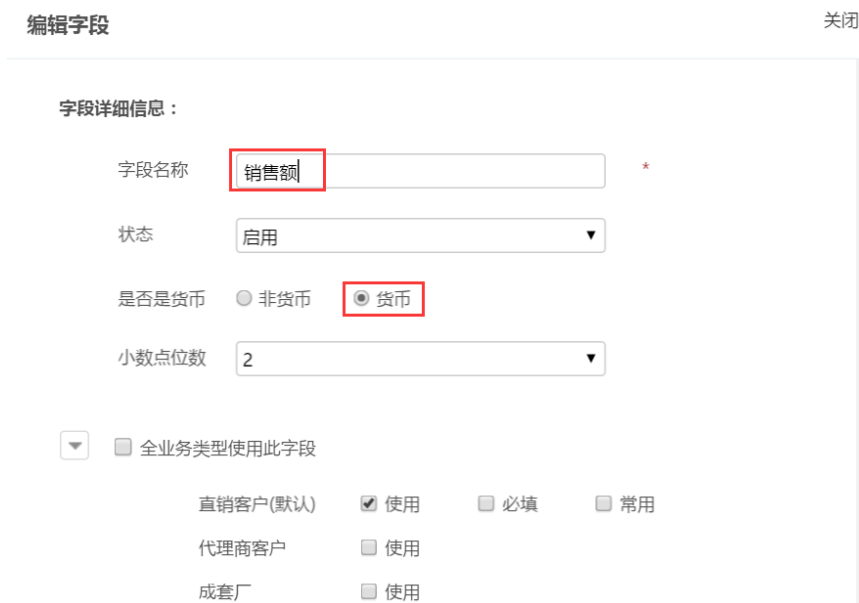 编辑字段 关闭
字段详细信息：
字段名称 销售额 *
状态 启用
是否是货币 非货币 货币
小数点位数 2
全业务类型使用此字段
直销客户(默认) 使用 必填 常用
代理商客户 使用
成套厂 使用